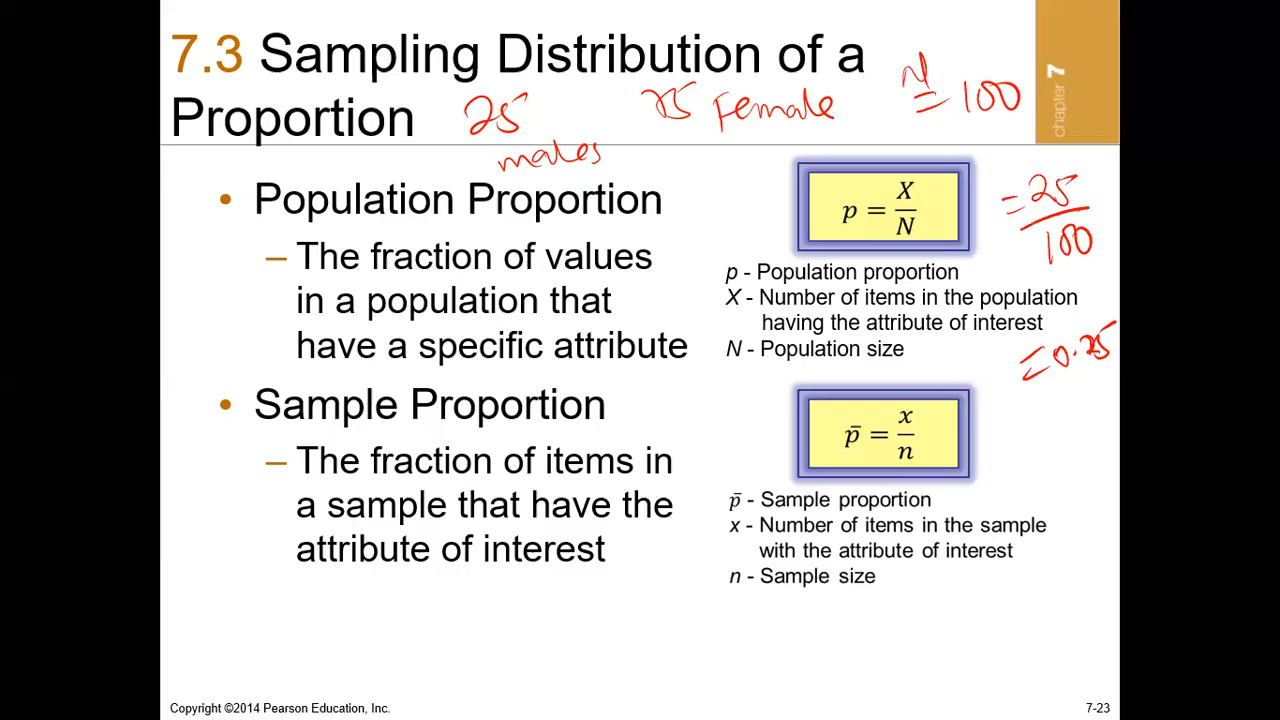 7.3 Sampling Distribution of a
Proportion
25
males
25 Female
N = 100
chapter 7
• Population Proportion
– The fraction of values
in a population that
have a specific attribute
p = X/N
= 25/100
= 0.25
p - Population proportion
X - Number of items in the population
having the attribute of interest
N - Population size
• Sample Proportion
– The fraction of items in
a sample that have the
attribute of interest
p̄ = x/n
p̄ - Sample proportion
x - Number of items in the sample
with the attribute of interest
n - Sample size
Copyright ©2014 Pearson Education, Inc.
7-23